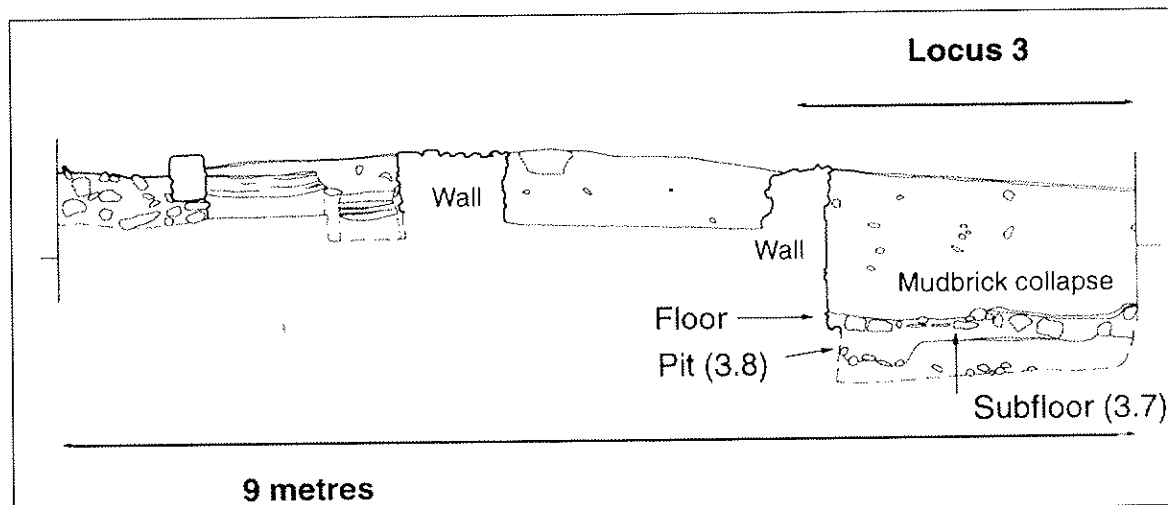 Locus 3
Wall
Wall
Mudbrick collapse
Floor
Pit (3.8)
Subfloor (3.7)
9 metres